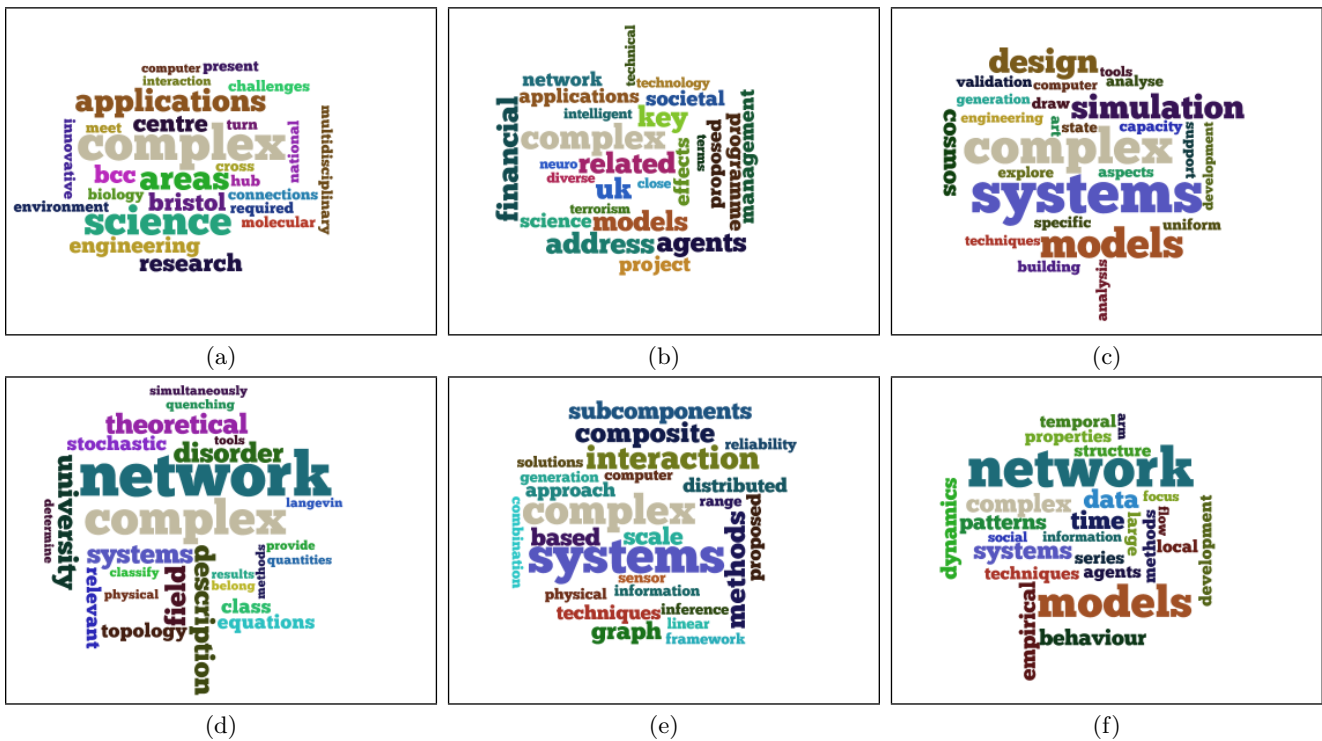 computer present
interaction
challenges
applications
multidisciplinary
innovative
meet centre turn
national
complex
cross
bcc areas hub
biology bristol connections
environment required
science molecular
engineering
research
(a)
technical
network technology
applications societal
financial
intelligent key
management
programme
proposed
complex
terms
effects
neuro related
diverse uk close
terrorism
science models
address agents
project
(b)
design tools
validation computer analyse
generation draw simulation
cosmos
engineering art state capacity
support
development
complex
explore aspects
systems
specific uniform
techniques models
building
analysis
(c)
simultaneously
quenching
theoretical
stochastic tools
disorder
university
network
determine
langevin
complex
systems
description
methods
provide
quantities
relevant
classify
field
results
physical belong
class
topology equations
(d)
subcomponents
composite
reliability
solutions interaction
generation computer
approach distributed
combination
range
proposed
complex
methods
based scale
systems
sensor
physical information
techniques inference
graph linear
framework
(e)
temporal
arm
properties
structure
network
dynamics
complex data focus
development
patterns time
large
methods
flow
social information
systems series local
techniques agents
empirical
models
behaviour
(f)